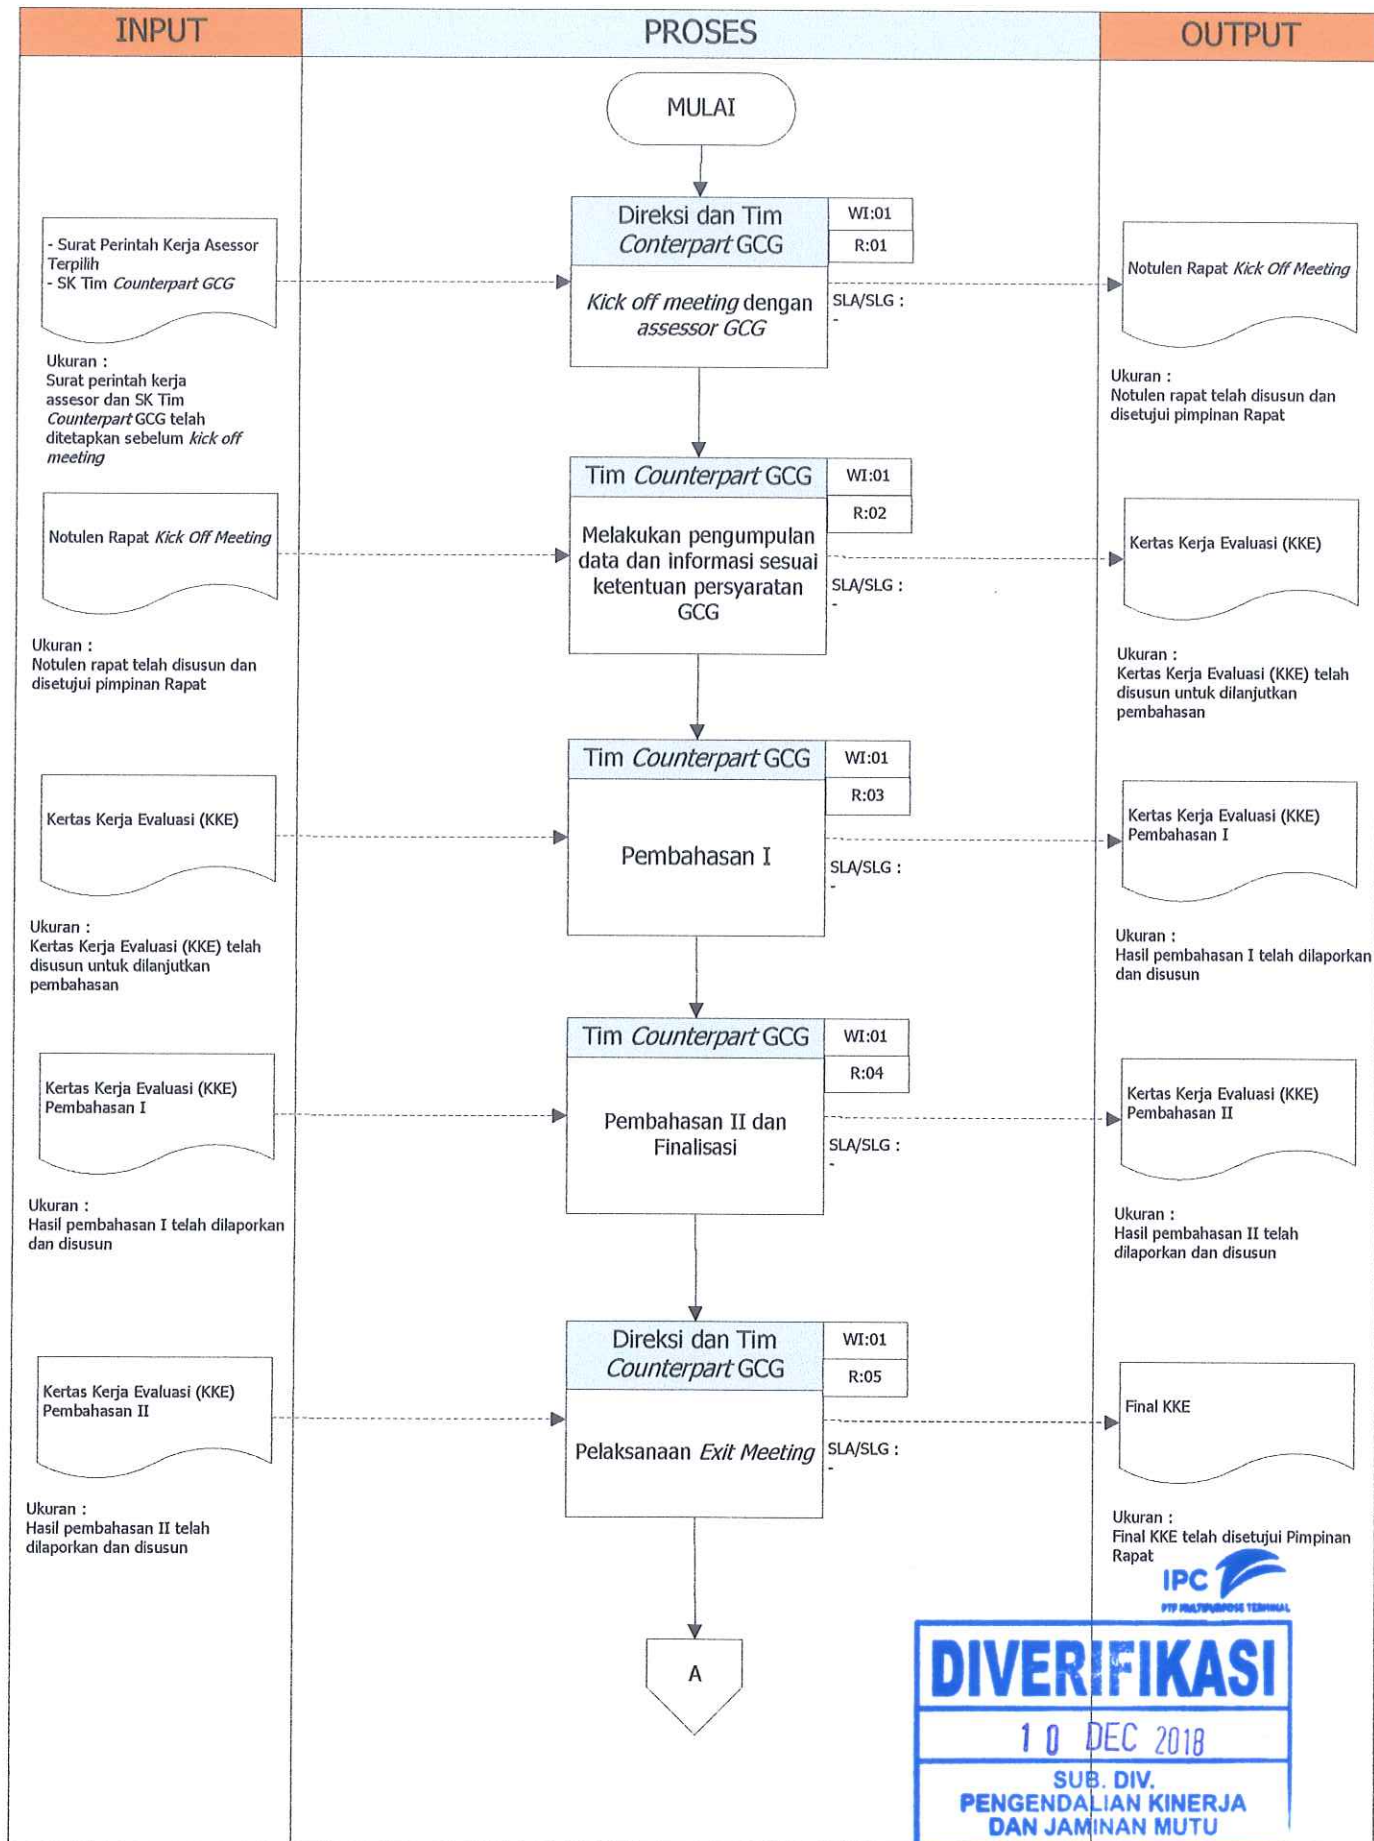 INPUT
PROSES
OUTPUT
MULAI
- Surat Perintah Kerja Asessor
Terpilih
- SK Tim Counterpart GCG
Ukuran :
Surat perintah kerja
assesor dan SK Tim
Counterpart GCG telah
ditetapkan sebelum kick off
meeting
Direksi dan Tim
Conterpart GCG
WI:01
R:01
Kick off meeting dengan
assessor GCG
SLA/SLG :
-
Notulen Rapat Kick Off Meeting
Ukuran :
Notulen rapat telah disusun dan
disetujui pimpinan Rapat
Notulen Rapat Kick Off Meeting
Ukuran :
Notulen rapat telah disusun dan
disetujui pimpinan Rapat
Tim Counterpart GCG
WI:01
R:02
Melakukan pengumpulan
data dan informasi sesuai
ketentuan persyaratan
GCG
SLA/SLG :
-
Kertas Kerja Evaluasi (KKE)
Ukuran :
Kertas Kerja Evaluasi (KKE) telah
disusun untuk dilanjutkan
pembahasan
Kertas Kerja Evaluasi (KKE)
Ukuran :
Kertas Kerja Evaluasi (KKE) telah
disusun untuk dilanjutkan
pembahasan
Tim Counterpart GCG
WI:01
R:03
Pembahasan I
SLA/SLG :
-
Kertas Kerja Evaluasi (KKE)
Pembahasan I
Ukuran :
Hasil pembahasan I telah dilaporkan
dan disusun
Kertas Kerja Evaluasi (KKE)
Pembahasan I
Ukuran :
Hasil pembahasan I telah dilaporkan
dan disusun
Tim Counterpart GCG
WI:01
R:04
Pembahasan II dan
Finalisasi
SLA/SLG :
-
Kertas Kerja Evaluasi (KKE)
Pembahasan II
Ukuran :
Hasil pembahasan II telah
dilaporkan dan disusun
Kertas Kerja Evaluasi (KKE)
Pembahasan II
Ukuran :
Hasil pembahasan II telah
dilaporkan dan disusun
Direksi dan Tim
Counterpart GCG
WI:01
R:05
Pelaksanaan Exit Meeting
SLA/SLG :
-
Final KKE
Ukuran :
Final KKE telah disetujui Pimpinan
Rapat
A
IPC
PTP MULTIPURPOSE TERMINAL
DIVERIFIKASI
10 DEC 2018
SUB. DIV.
PENGENDALIAN KINERJA
DAN JAMINAN MUTU